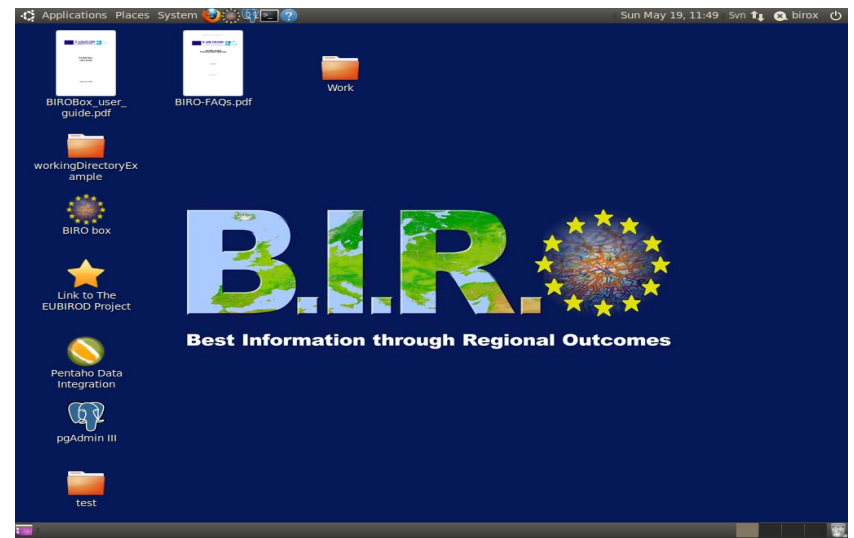 Applications Places System
Sun May 19, 11:49 Svn birox
BIROBox_user_
guide.pdf
BIRO-FAQs.pdf
Work
workingDirectoryEx
ample
BIRO box
Link to The
EUBIROD Project
Pentaho Data
Integration
pgAdmin III
test
B.I.R.
Best Information through Regional Outcomes